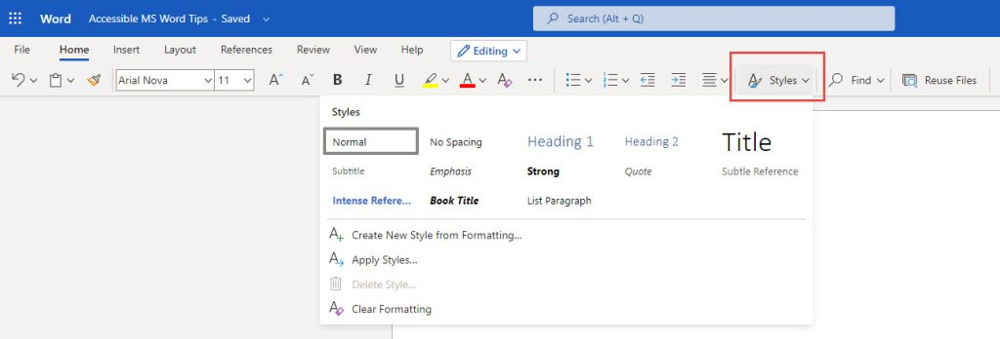 Word Accessible MS Word Tips - Saved Search (Alt + Q)
File Home Insert Layout References Review View Help Editing
Arial Nova 11 A A B I U A A ... Styles Find Reuse Files
Styles
Normal No Spacing Heading 1 Heading 2 Title
Subtitle Emphasis Strong Quote Subtle Reference
Intense Refere... Book Title List Paragraph
Create New Style from Formatting...
Apply Styles...
Delete Style...
Clear Formatting